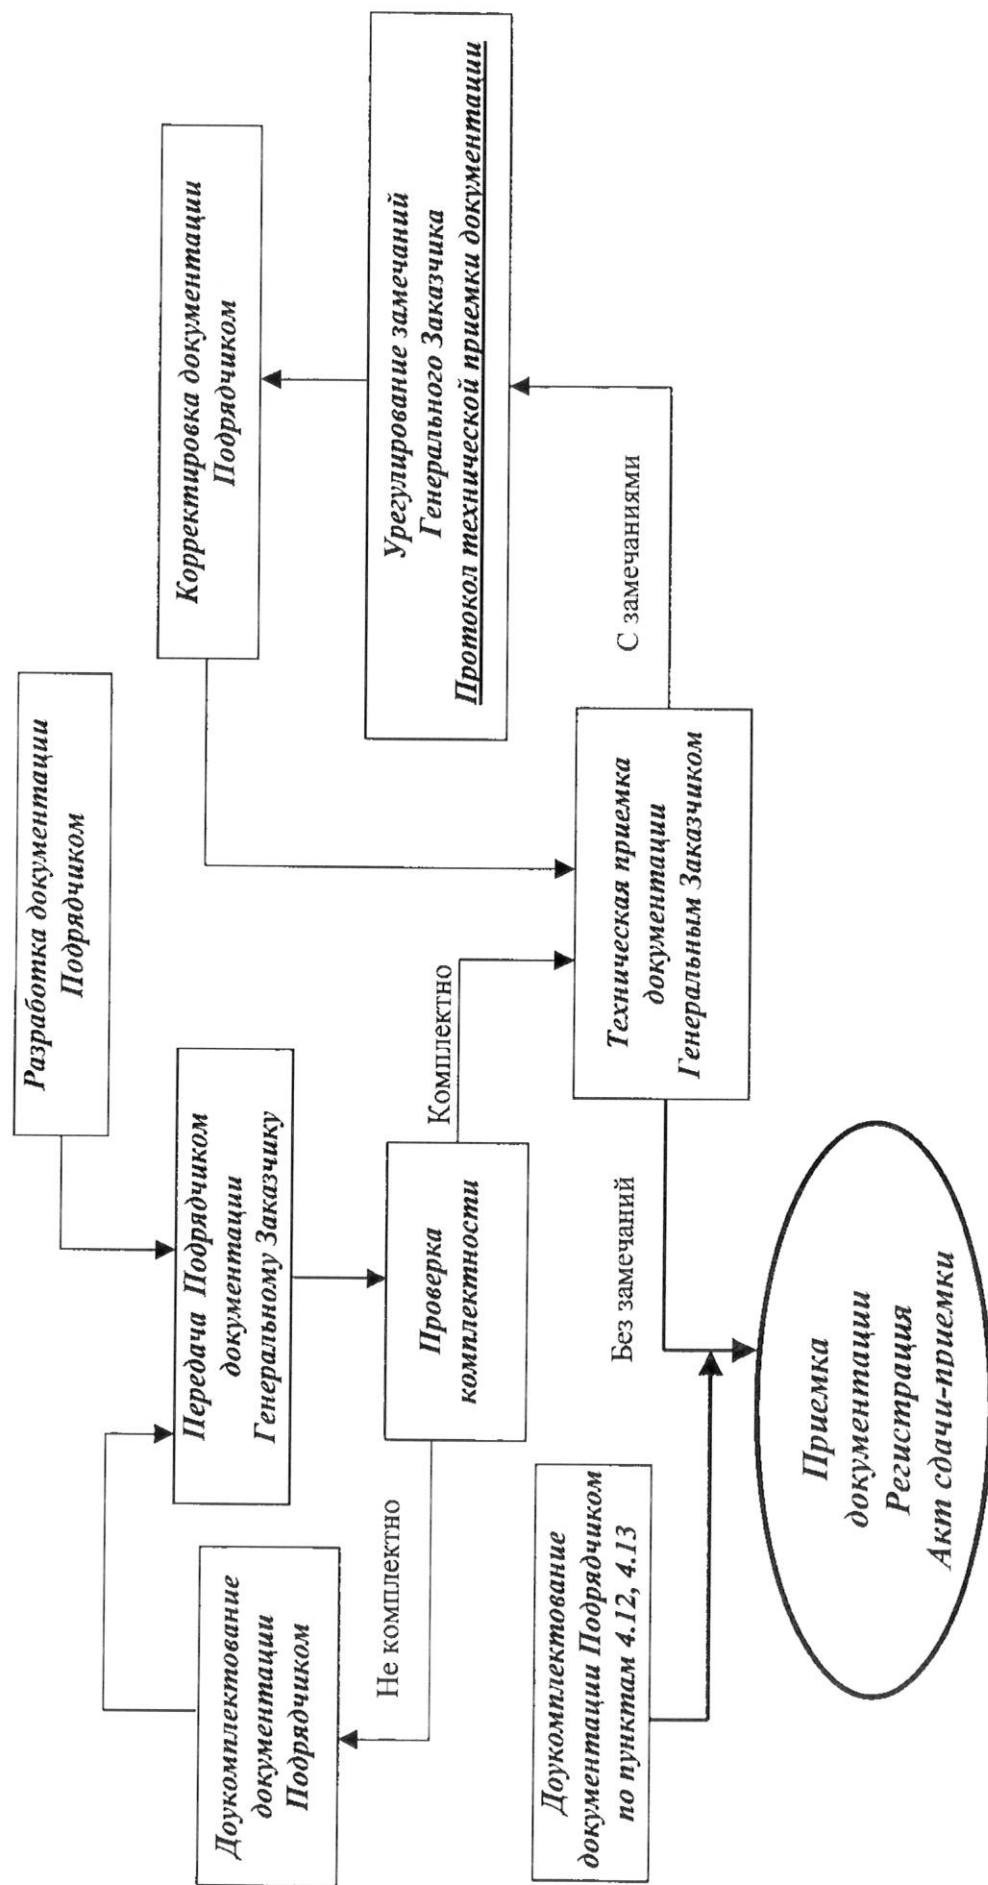 Разработка документации
Подрядчиком
Корректировка документации
Подрядчиком
Доукомплектование
документации
Подрядчиком
Передача Подрядчиком
документации
Генеральному Заказчику
Урегулирование замечаний
Генерального Заказчика
Протокол технической приемки документации
Не комплектно
Проверка
комплектности
Комплектно
С замечаниями
Доукомплектование
документации Подрядчиком
по пунктам 4.12, 4.13
Без замечаний
Техническая приемка
документации
Генеральным Заказчиком
Приемка
документации
Регистрация
Акт сдачи-приемки